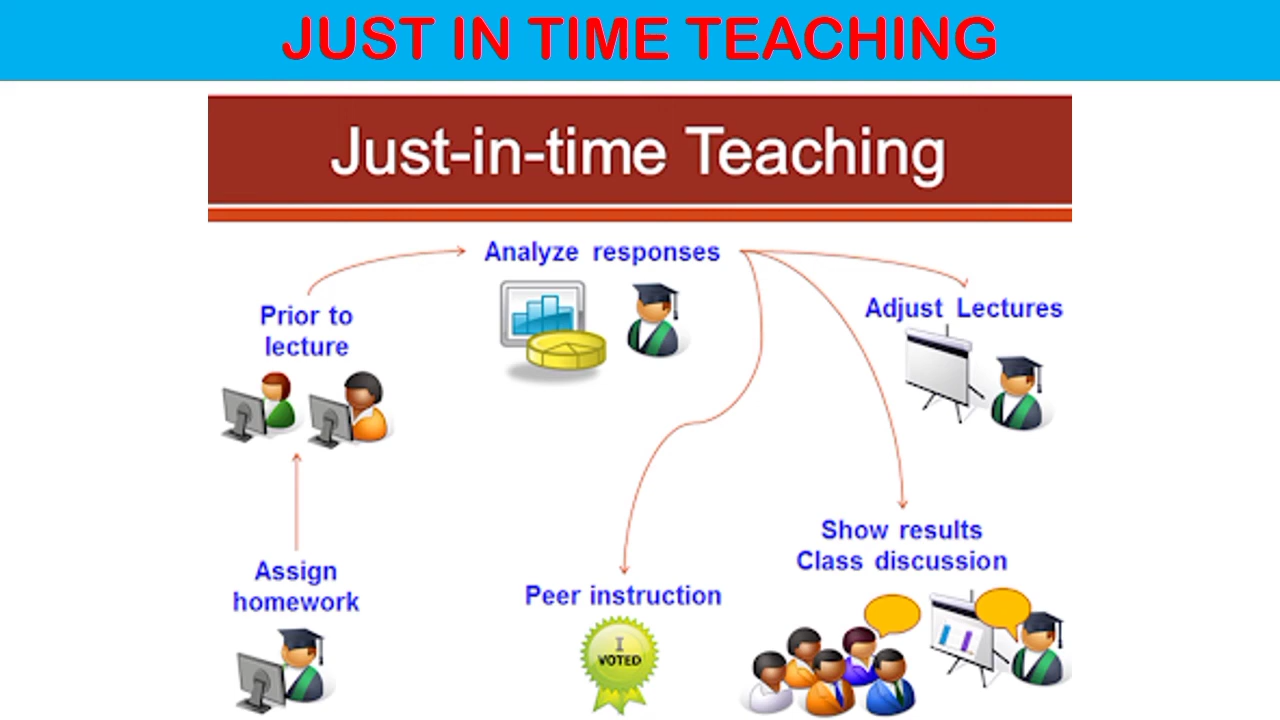 JUST IN TIME TEACHING
Just-in-time Teaching
Analyze responses
Prior to
lecture
Adjust Lectures
Assign
homework
Peer instruction
I
VOTED
Show results
Class discussion